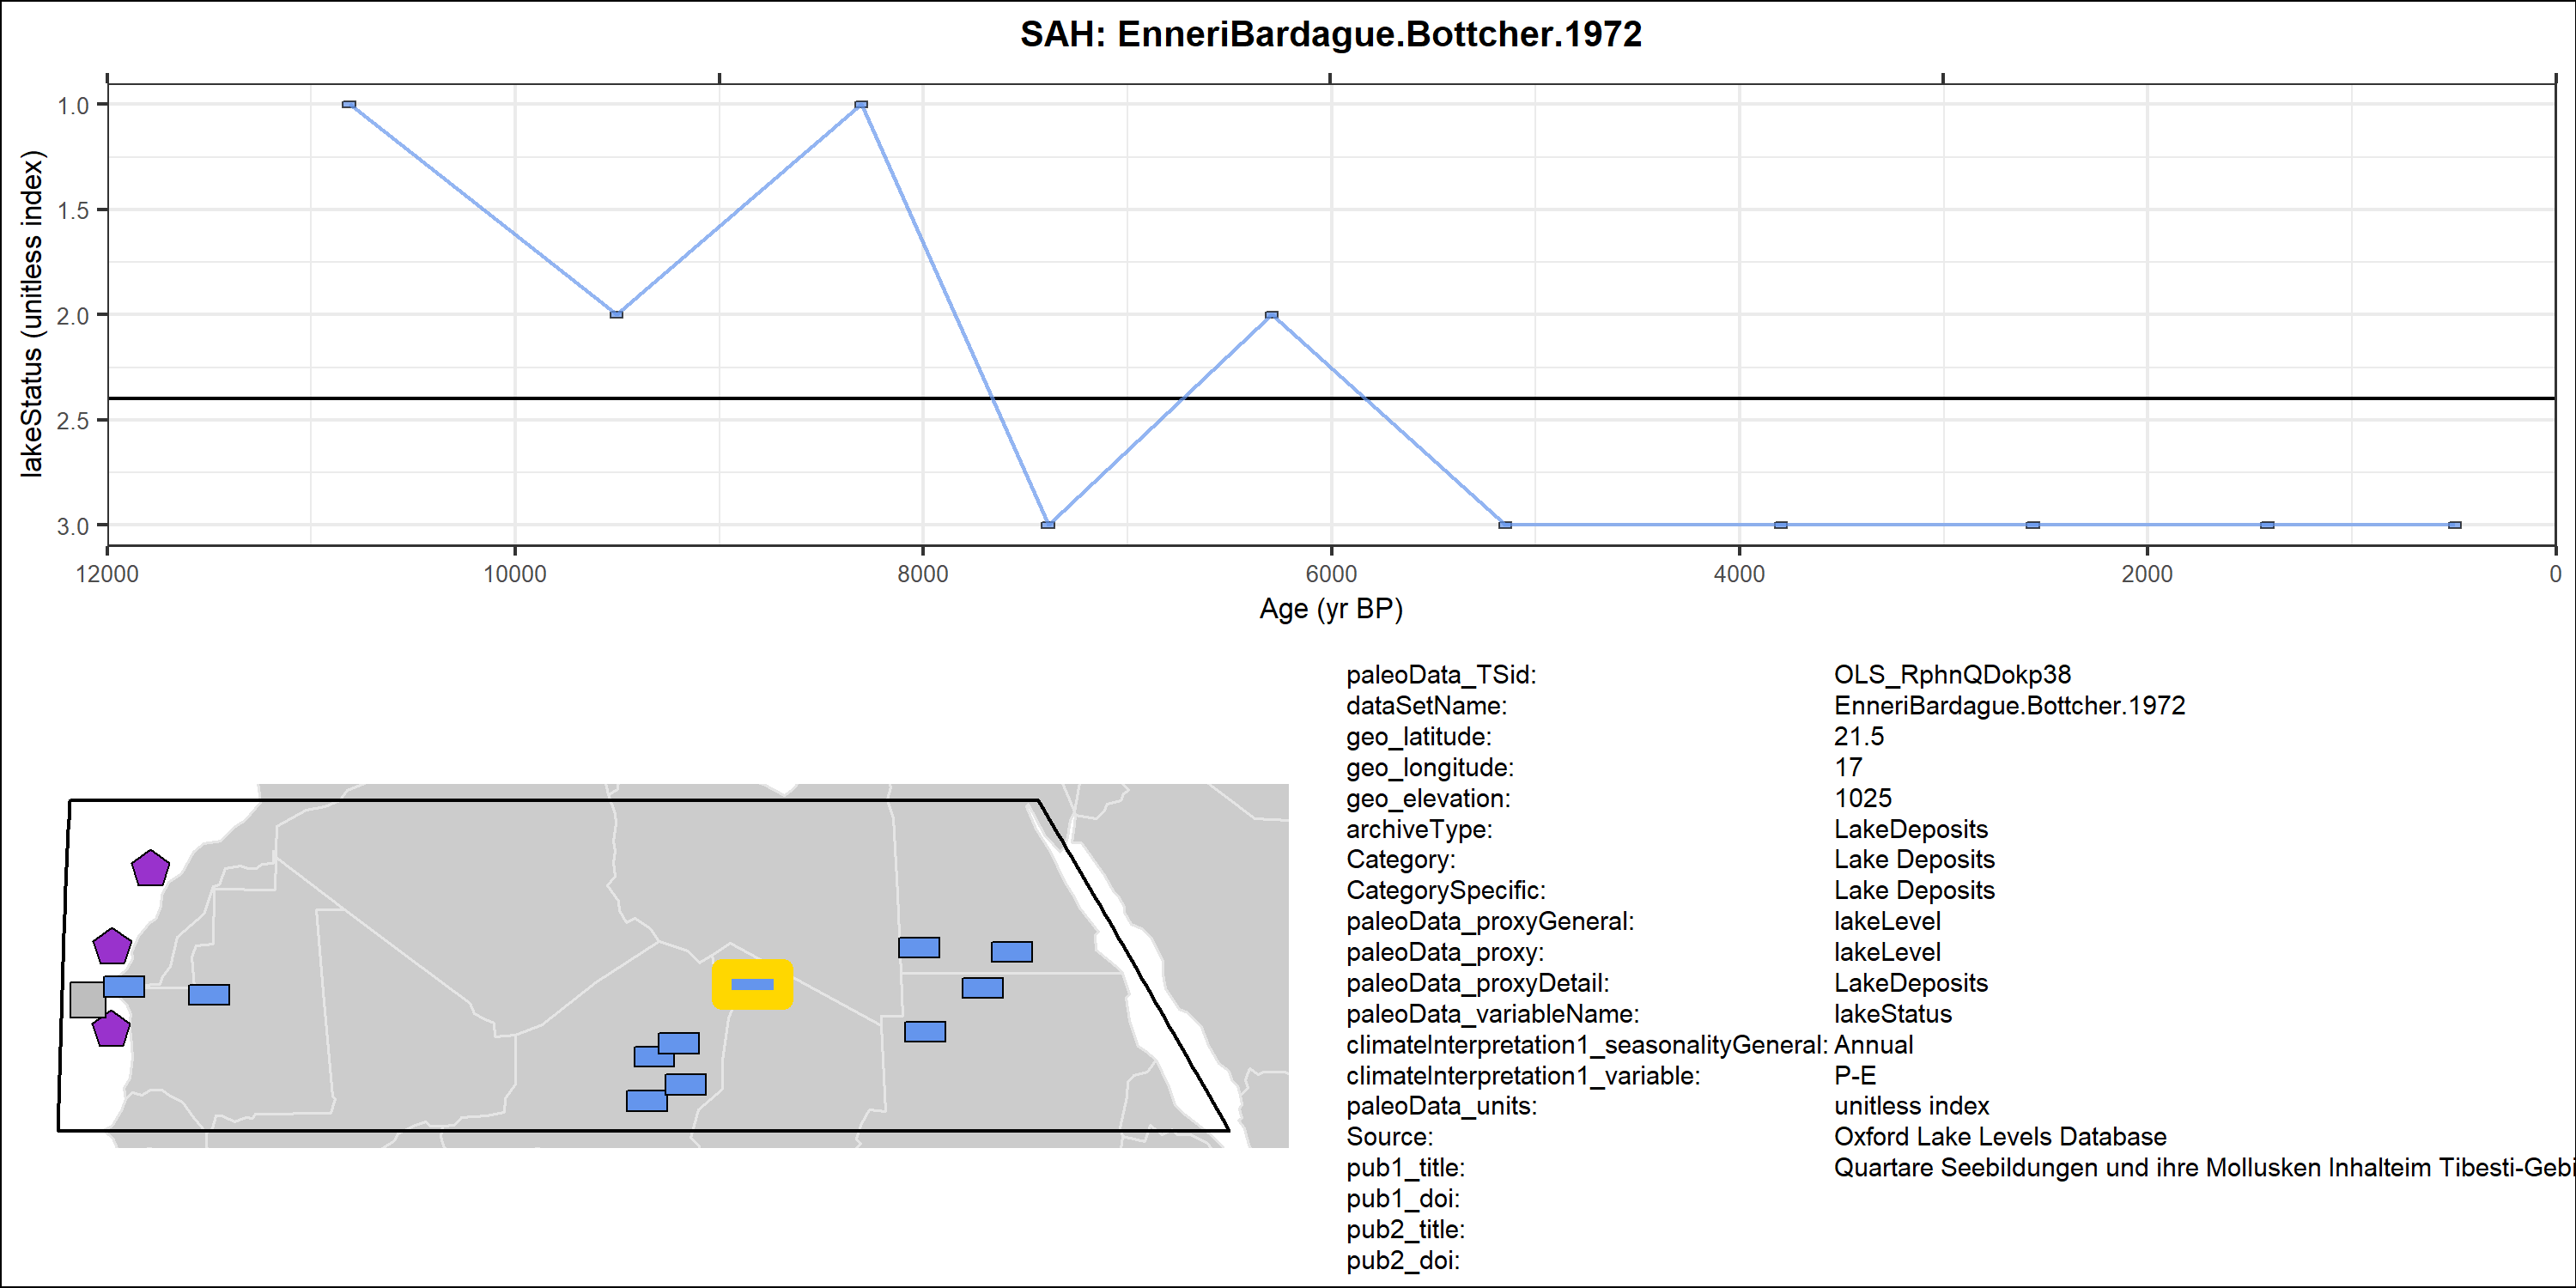 SAH: EnneriBardague.Bottcher.1972
lakeStatus (unitless index)
1.0
1.5
2.0
2.5
3.0
12000 10000 8000 6000 4000 2000 0
Age (yr BP)
paleoData_TSid: OLS_RphnQDokp38
dataSetName: EnneriBardague.Bottcher.1972
geo_latitude: 21.5
geo_longitude: 17
geo_elevation: 1025
archiveType: LakeDeposits
Category: Lake Deposits
CategorySpecific: Lake Deposits
paleoData_proxyGeneral: lakeLevel
paleoData_proxy: lakeLevel
paleoData_proxyDetail: LakeDeposits
paleoData_variableName: lakeStatus
climateInterpretation1_seasonalityGeneral: Annual
climateInterpretation1_variable: P-E
paleoData_units: unitless index
Source: Oxford Lake Levels Database
pub1_title: Quartare Seebildungen und ihre Mollusken Inhalteim Tibesti-Gebi
pub1_doi:
pub2_title:
pub2_doi: